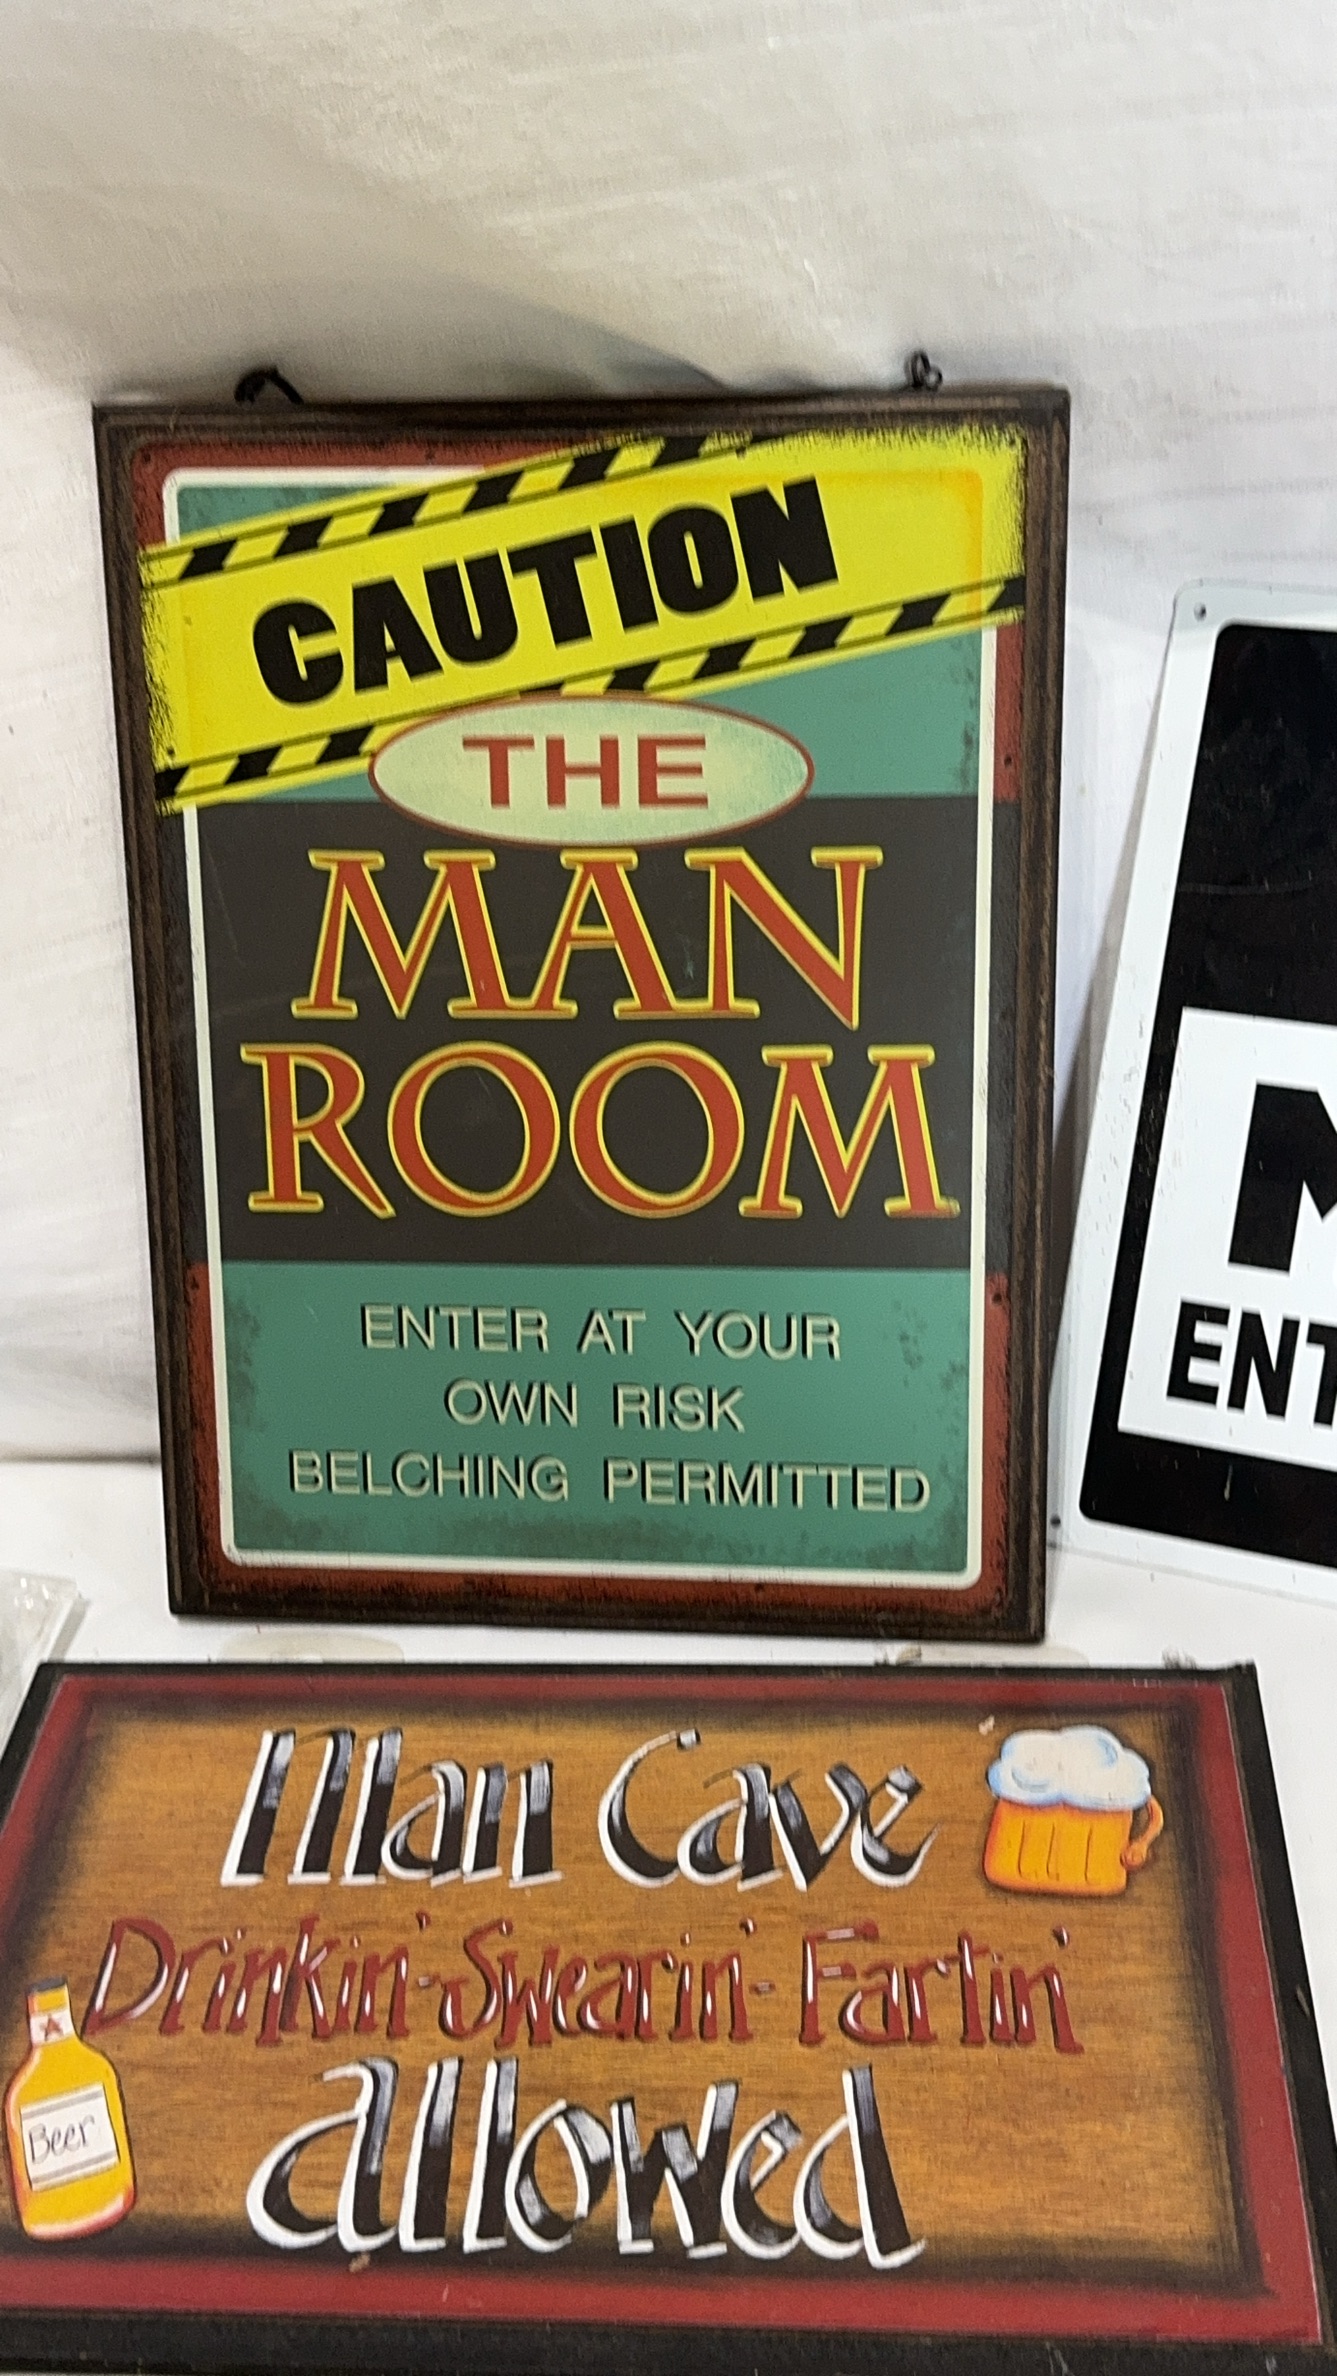 CAUTION
THE
MAN
ROOM
ENTER AT YOUR
OWN RISK
BELCHING PERMITTED
Man Cave
Drinkin'-Swearin'-Fartin'
allowed
Beer